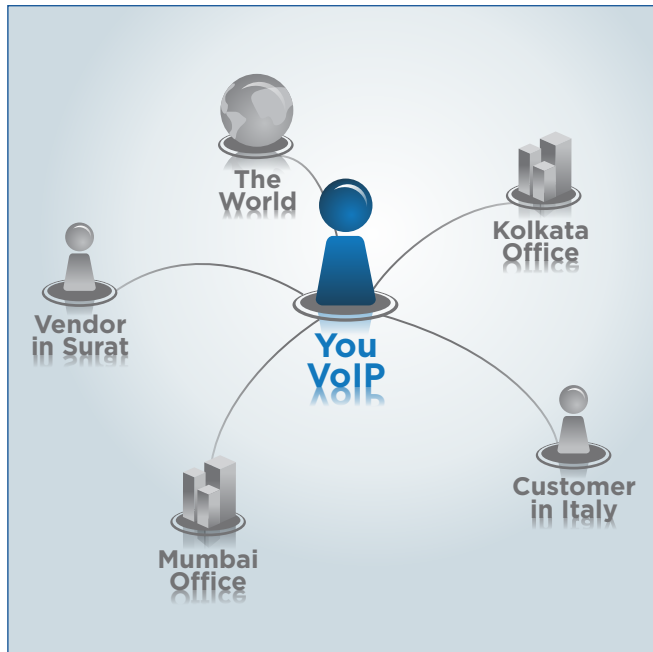 The
World
Kolkata
Office
Vendor
in Surat
You
VoIP
Customer
in Italy
Mumbai
Office